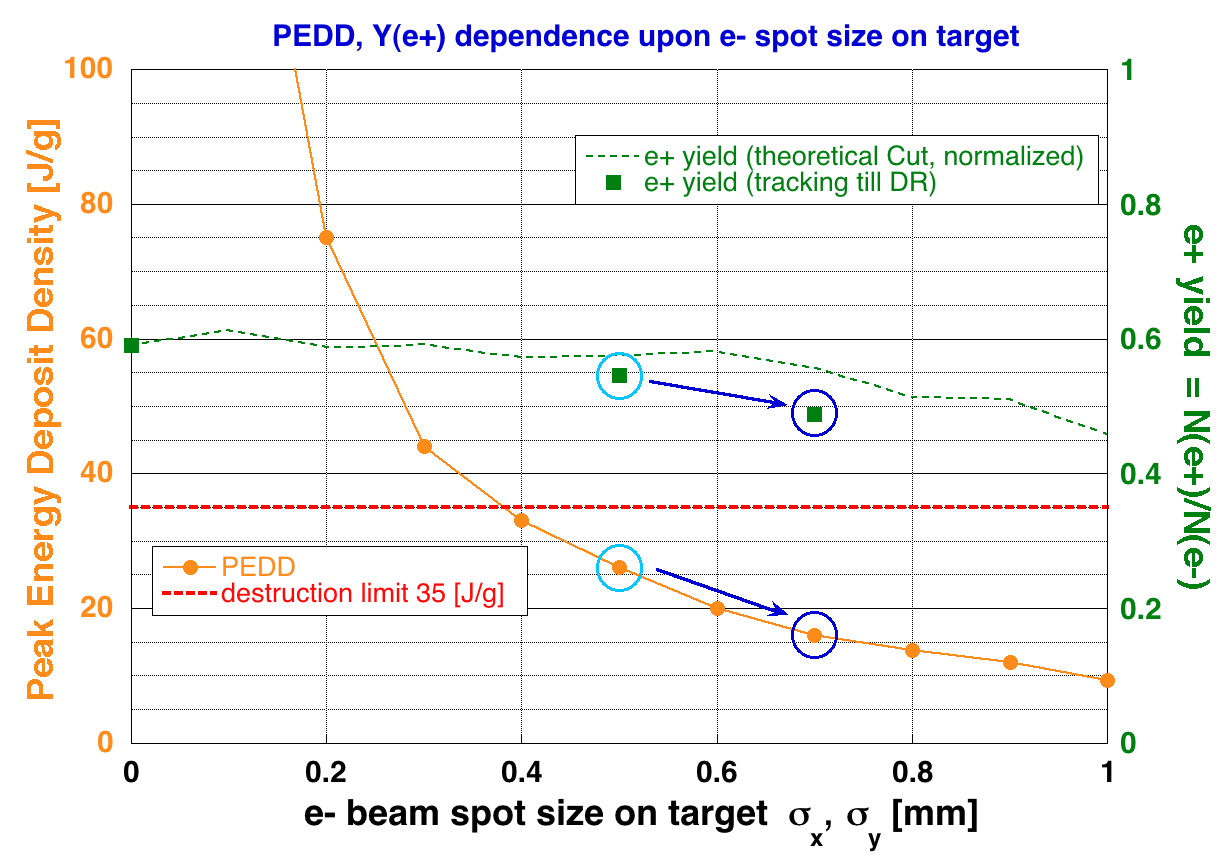 PEDD, Y(e+) dependence upon e- spot size on target
100
80
60
40
20
0
Peak Energy Deposit Density [J/g]
e+ yield (theoretical Cut, normalized)
e+ yield (tracking till DR)
PEDD
destruction limit 35 [J/g]
1
0.8
0.6
0.4
0.2
0
e+ yield = N(e+)/N(e-)
0 0.2 0.4 0.6 0.8 1
e- beam spot size on target σx, σy [mm]